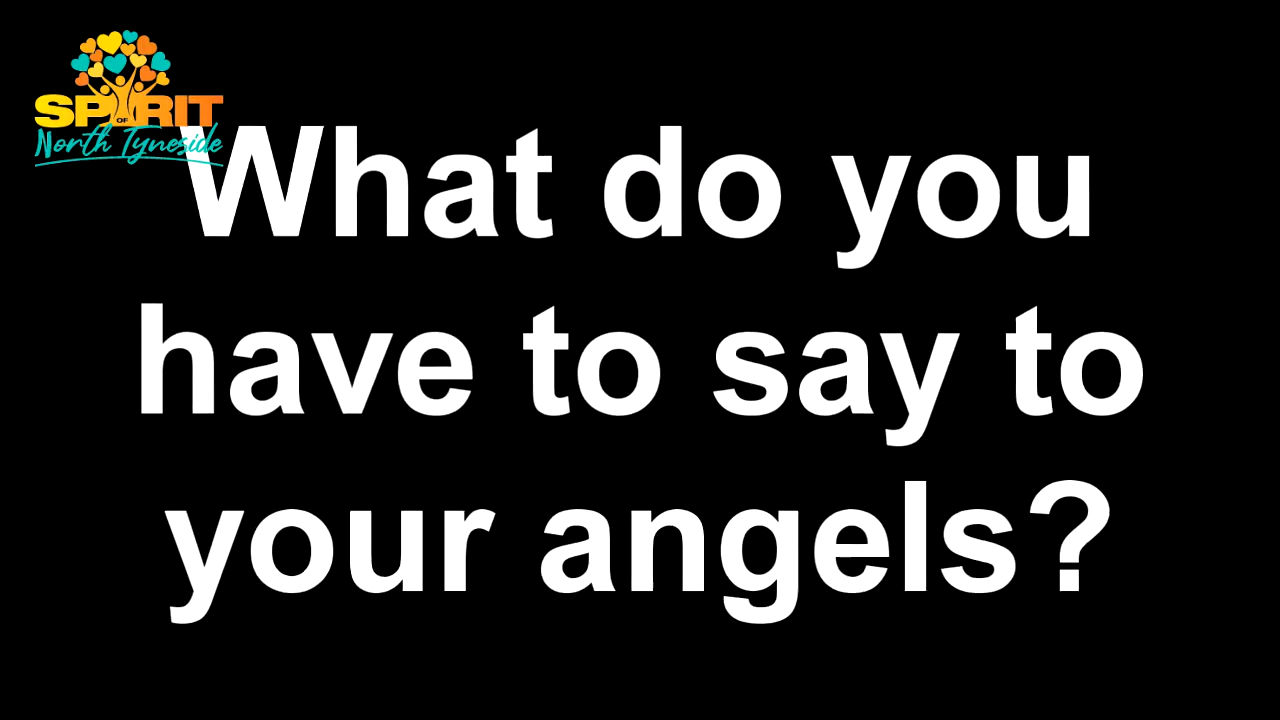 SPIRIT
OF
North Tyneside
What do you
have to say to
your angels?